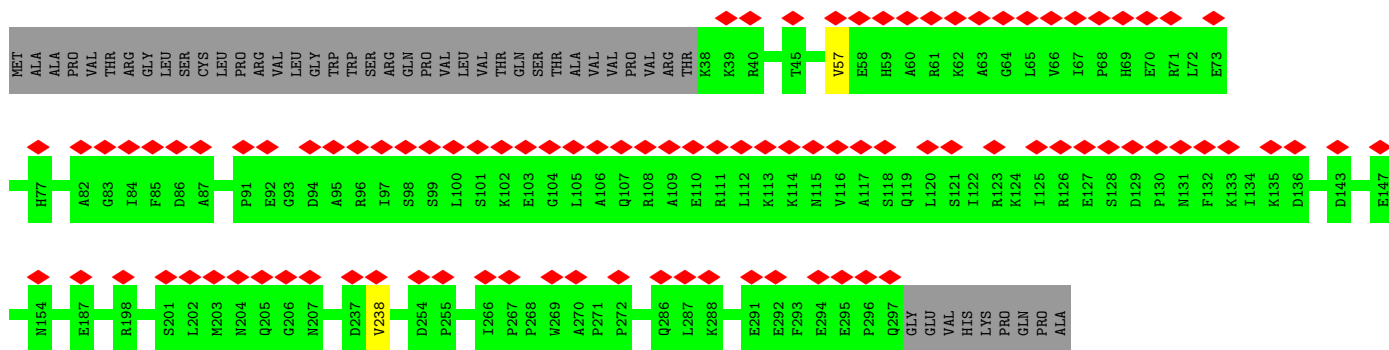 MET ALA ALA PRO VAL THR ARG GLY LEU SER CYS LEU PRO ARG VAL LEU GLY TRP TRP SER ARG GLN PRO VAL LEU VAL THR GLN SER THR ALA VAL VAL PRO VAL ARG THR K38 K39 R40 T45 V57 E58 H59 A60 R61 K62 A63 G64 L65 V66 I67 P68 H69 E70 R71 L72 E73
H77 A82 G83 I84 F85 D86 A87 P91 E92 G93 D94 A95 R96 I97 S98 S99 L100 S101 K102 E103 G104 L105 A106 Q107 R108 A109 E110 R111 L112 K113 K114 N115 V116 A117 S118 Q119 L120 S121 I122 R123 K124 I125 R126 E127 S128 D129 P130 N131 F132 K133 I134 K135 D136 D143 E147
N154 E187 R198 S201 L202 M203 N204 Q205 G206 N207 D237 V238 D254 P255 I266 P267 P268 W269 A270 P271 P272 Q286 L287 K288 E291 E292 F293 E294 E295 P296 Q297 GLY GLU VAL HIS LYS PRO GLN PRO ALA